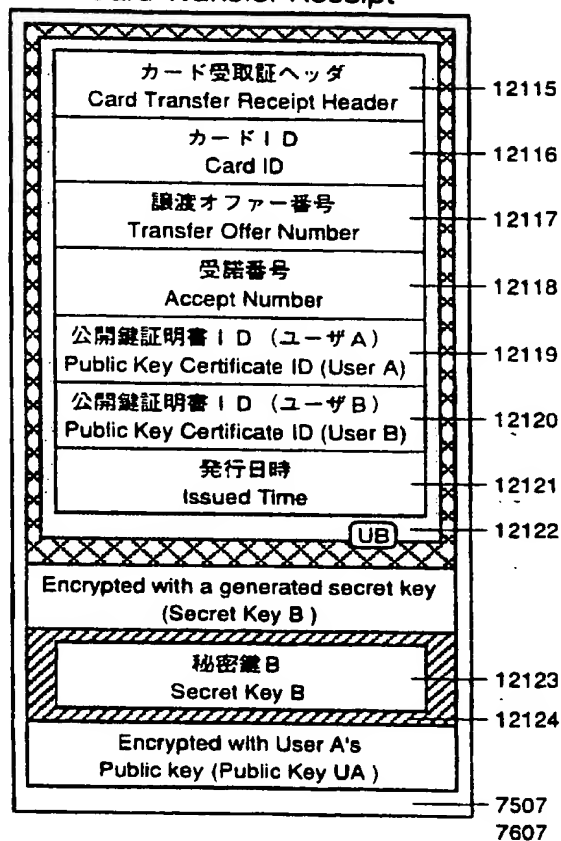 Card Transfer Receipt
カード受取証ヘッダ
Card Transfer Receipt Header
12115
カードＩＤ
Card ID
12116
譲渡オファー番号
Transfer Offer Number
12117
受諾番号
Accept Number
12118
公開鍵証明書ＩＤ（ユーザＡ）
Public Key Certificate ID (User A)
12119
公開鍵証明書ＩＤ（ユーザＢ）
Public Key Certificate ID (User B)
12120
発行日時
Issued Time
12121
UB
12122
Encrypted with a generated secret key
(Secret Key B )
秘密鍵Ｂ
Secret Key B
12123
12124
Encrypted with User A's
Public key (Public Key UA )
7507
7607